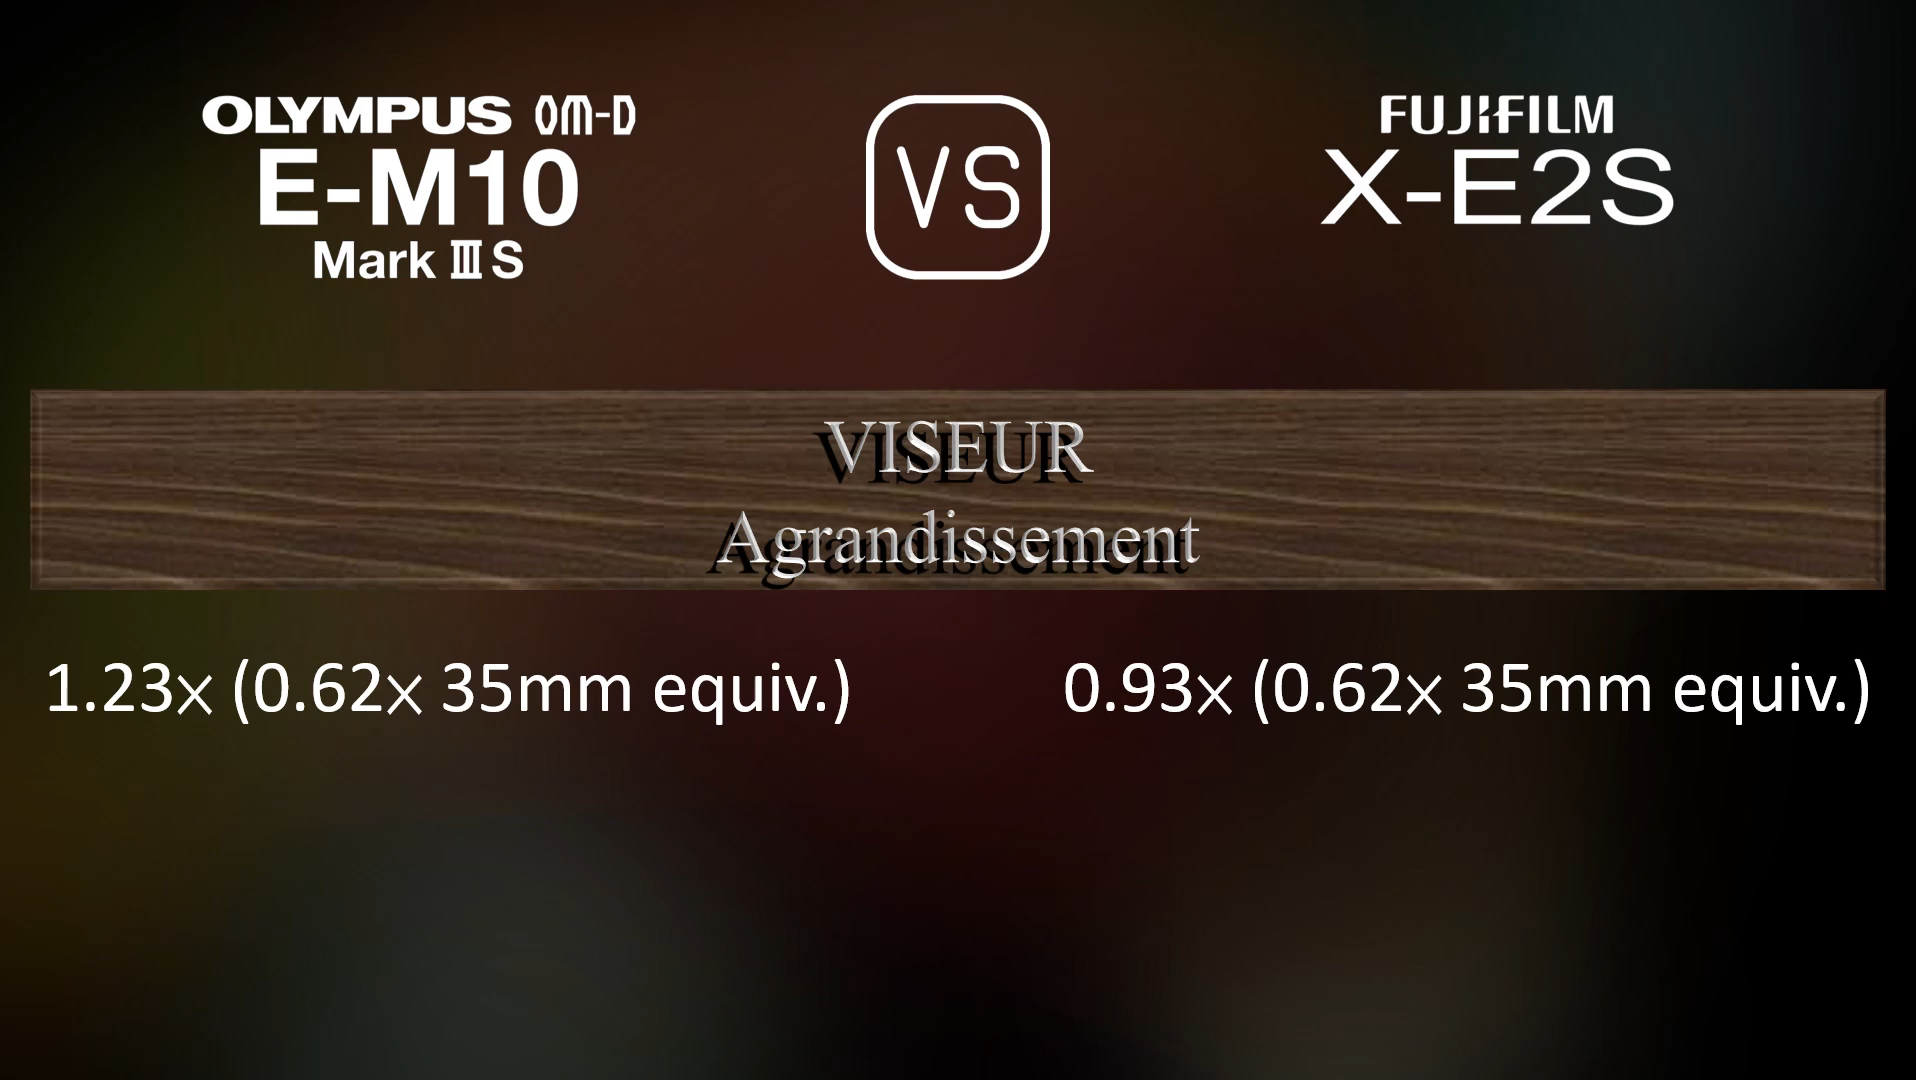 OLYMPUS OM-D
E-M10
Mark III S
VS
FUJIFILM
X-E2S
VISEUR
Agrandissement
1.23x (0.62x 35mm equiv.)
0.93x (0.62x 35mm equiv.)